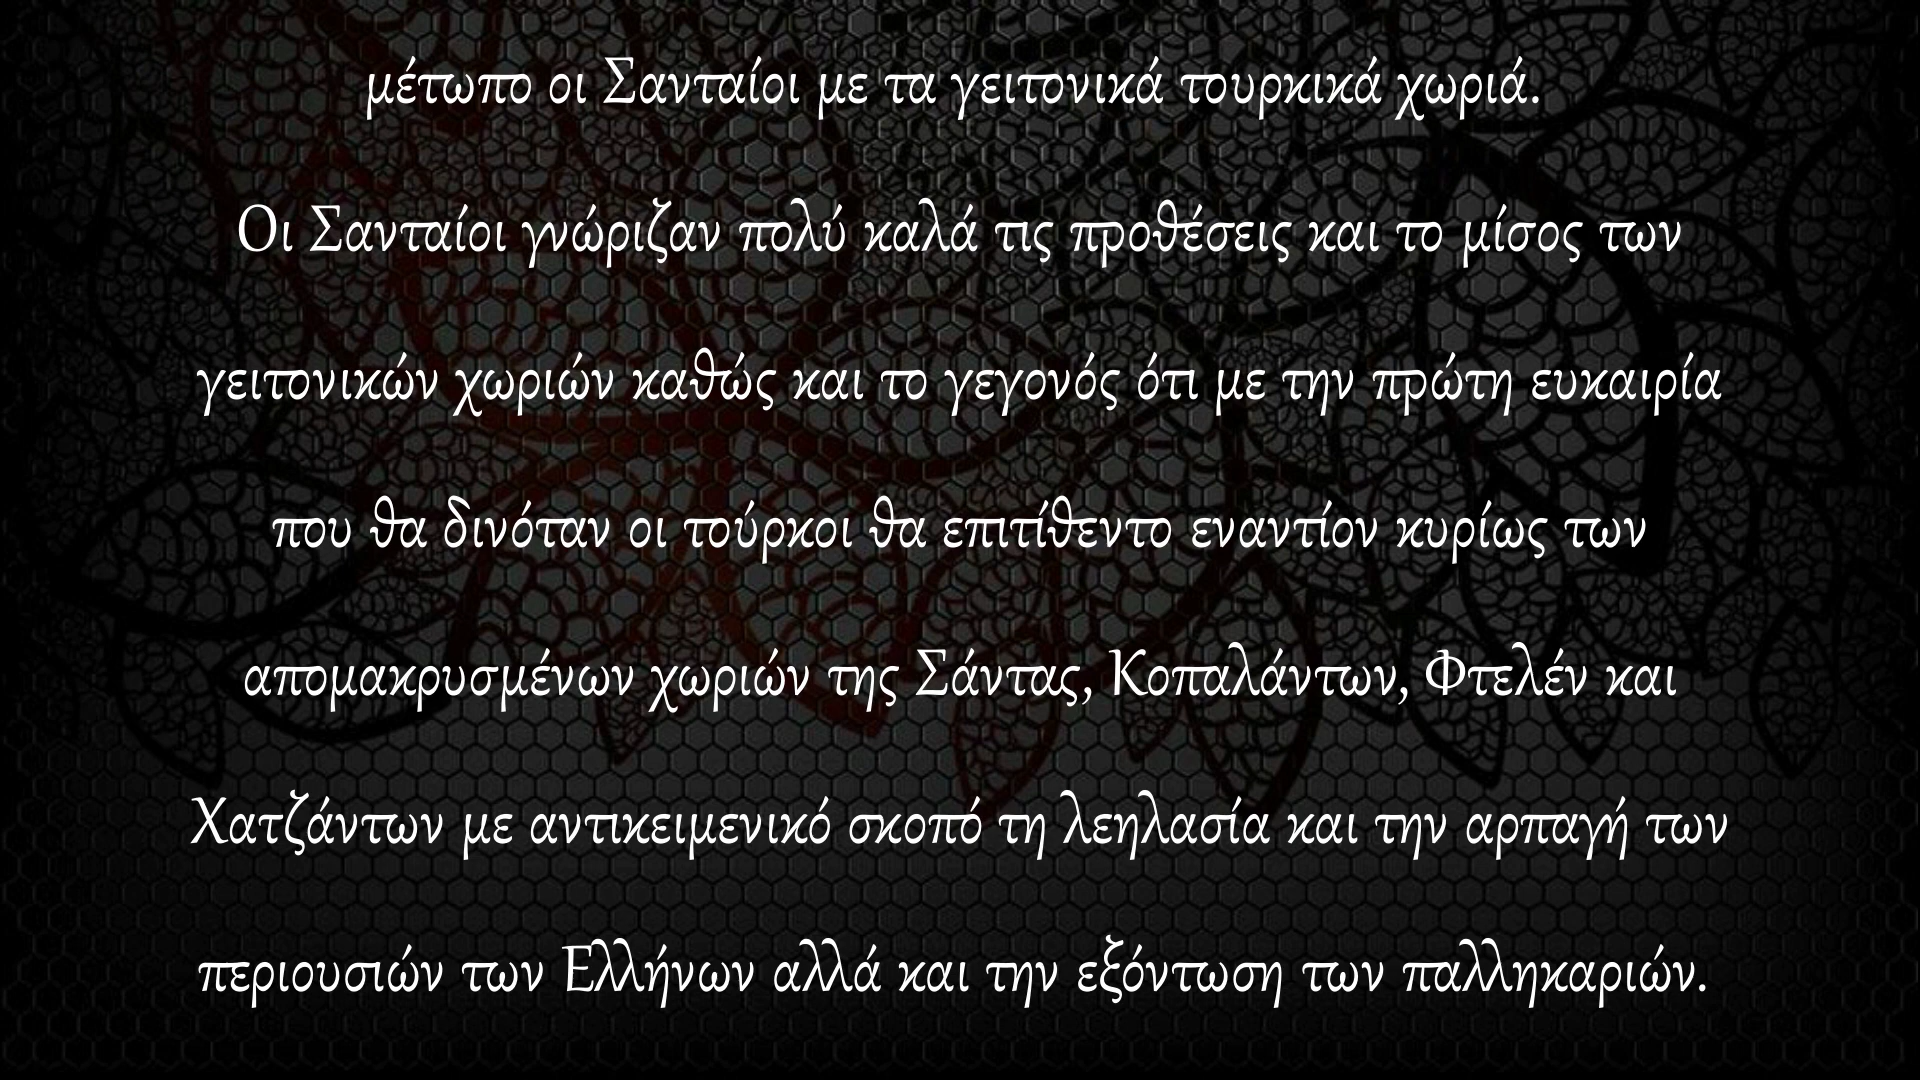 μέτωπο οι Σανταίοι με τα γειτονικά τουρκικά χωριά.
Οι Σανταίοι γνώριζαν πολύ καλά τις προθέσεις και το μίσος των
γειτονικών χωριών καθώς και το γεγονός ότι με την πρώτη ευκαιρία
που θα δινόταν οι τούρκοι θα επιτίθεντο εναντίον κυρίως των
απομακρυσμένων χωριών της Σάντας, Κοπαλάντων, Φτελέν και
Χατζάντων με αντικειμενικό σκοπό τη λεηλασία και την αρπαγή των
περιουσιών των Ελλήνων αλλά και την εξόντωση των παλληκαριών.